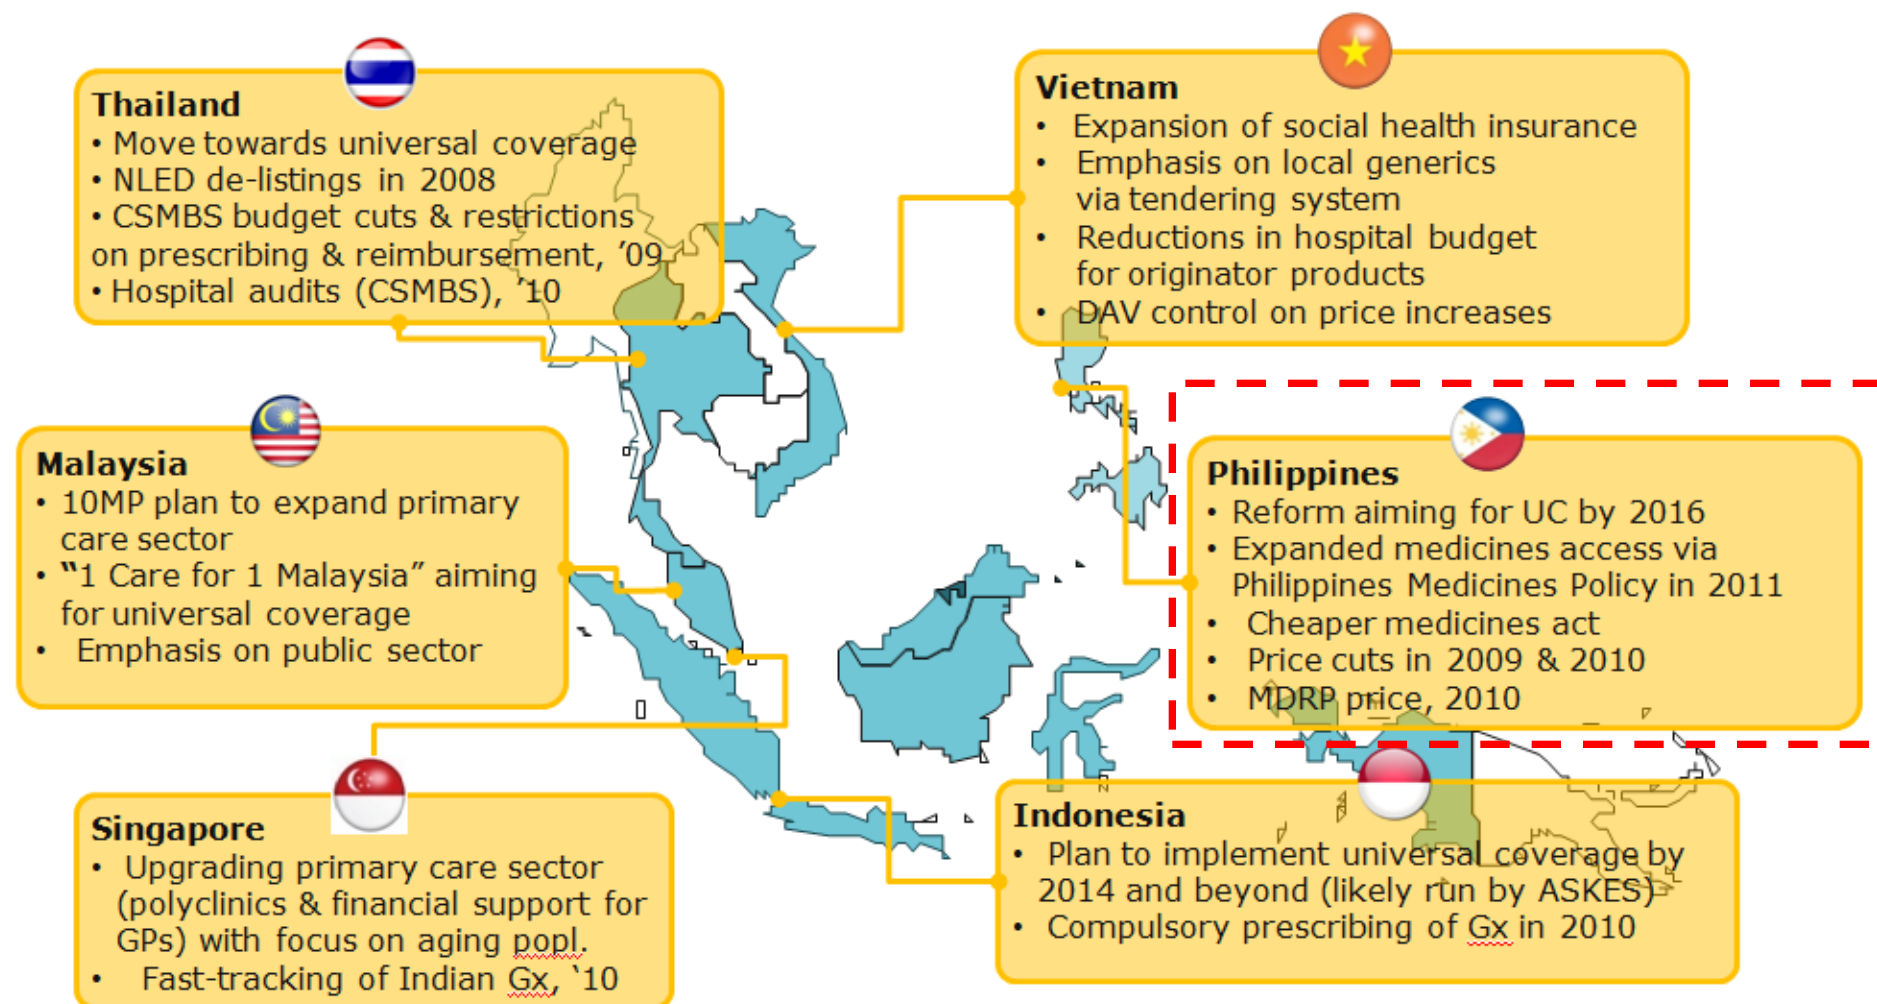 Thailand
• Move towards universal coverage
• NLED de-listings in 2008
• CSMBS budget cuts & restrictions
on prescribing & reimbursement, ’09
• Hospital audits (CSMBS), ’10
Vietnam
• Expansion of social health insurance
• Emphasis on local generics
via tendering system
• Reductions in hospital budget
for originator products
• DAV control on price increases
Malaysia
• 10MP plan to expand primary
care sector
• “1 Care for 1 Malaysia” aiming
for universal coverage
• Emphasis on public sector
Philippines
• Reform aiming for UC by 2016
• Expanded medicines access via
Philippines Medicines Policy in 2011
• Cheaper medicines act
• Price cuts in 2009 & 2010
• MDRP price, 2010
Singapore
• Upgrading primary care sector
(polyclinics & financial support for
GPs) with focus on aging popl.
• Fast-tracking of Indian Gx, ‘10
Indonesia
• Plan to implement universal coverage by
2014 and beyond (likely run by ASKES)
• Compulsory prescribing of Gx in 2010